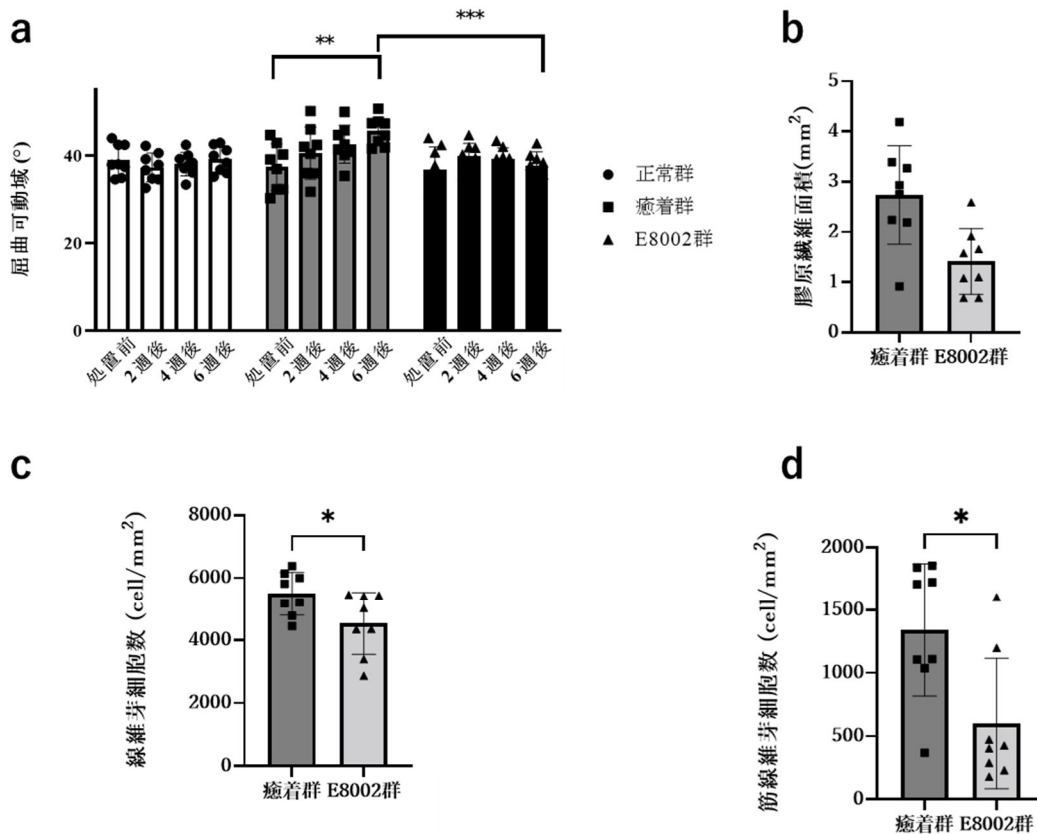 a
**
***
屈曲可動域(°)
40
20
0
処置前
2週後
4週後
6週後
処置前
2週後
4週後
6週後
処置前
2週後
4週後
6週後
正常群
癒着群
E8002群
b
膠原繊維面積(mm²)
5
4
3
2
1
0
癒着群
E8002群
c
線維芽細胞数 (cell/mm²)
8000
6000
4000
2000
0
*
癒着群
E8002群
d
筋線維芽細胞数 (cell/mm²)
2000
1500
1000
500
0
*
癒着群
E8002群